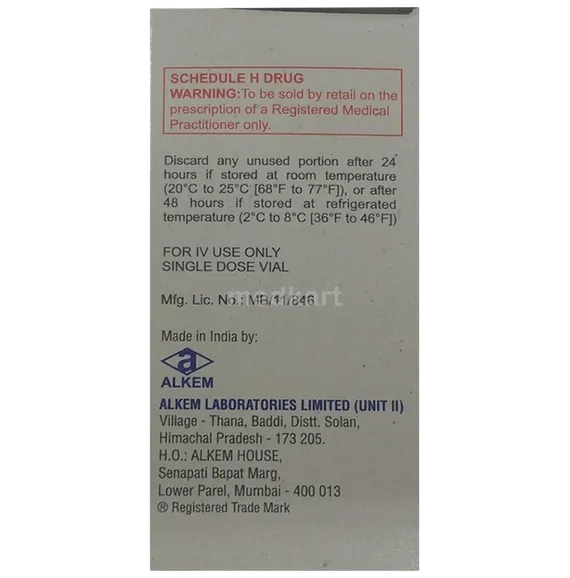 SCHEDULE H DRUG
WARNING:To be sold by retail on the
prescription of a Registered Medical
Practitioner only.
Discard any unused portion after 24
hours if stored at room temperature
(20°C to 25°C [68°F to 77°F]), or after
48 hours if stored at refrigerated
temperature (2°C to 8°C [36°F to 46°F])
FOR IV USE ONLY
SINGLE DOSE VIAL
medkart
Mfg. Lic. No.: MB/11/846
Made in India by:
a
ALKEM
ALKEM LABORATORIES LIMITED (UNIT II)
Village - Thana, Baddi, Distt. Solan,
Himachal Pradesh - 173 205.
H.O.: ALKEM HOUSE,
Senapati Bapat Marg,
Lower Parel, Mumbai - 400 013
® Registered Trade Mark